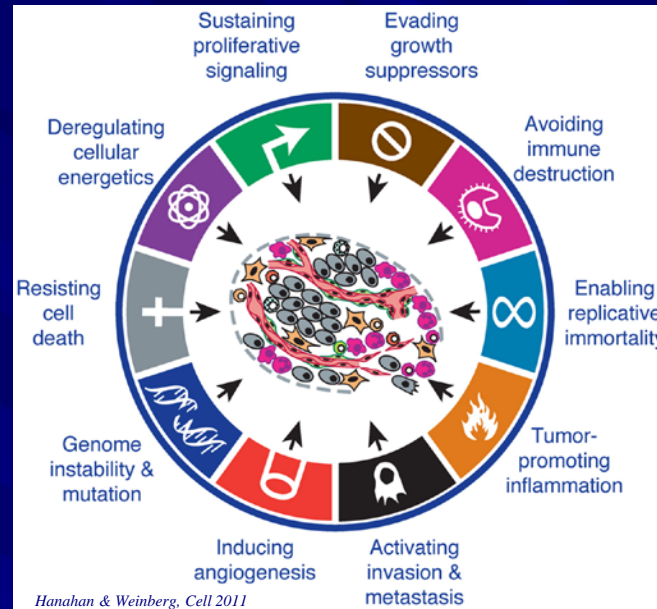 Sustaining
proliferative
signaling
Evading
growth
suppressors
Deregulating
cellular
energetics
Avoiding
immune
destruction
Resisting
cell
death
Enabling
replicative
immortality
Genome
instability &
mutation
Tumor-
promoting
inflammation
Inducing
angiogenesis
Activating
invasion &
metastasis
Hanahan & Weinberg, Cell 2011